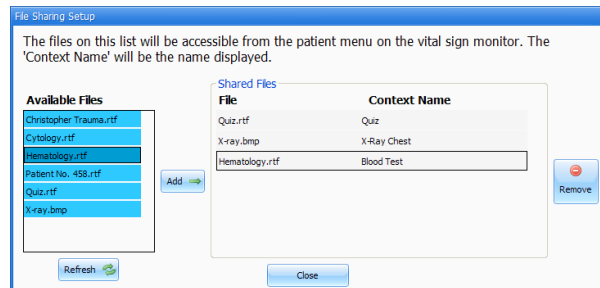 File Sharing Setup
The files on this list will be accessible from the patient menu on the vital sign monitor. The
'Context Name' will be the name displayed.
Shared Files
Available Files
File Context Name
Christopher Trauma.rtf
Cytology.rtf
Hematology.rtf
Patient No. 458.rtf
Quiz.rtf
X-ray.bmp
Add
Quiz.rtf Quiz
X-ray.bmp X-Ray Chest
Hematology.rtf Blood Test
Remove
Refresh
Close